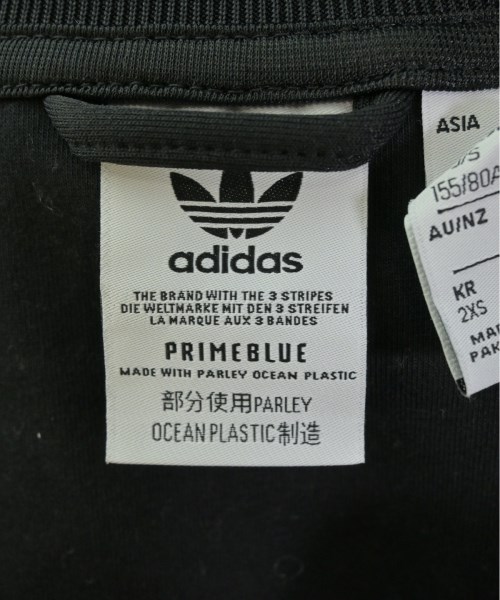 adidas
THE BRAND WITH THE 3 STRIPES
DIE WELTMARKE MIT DEN 3 STREIFEN
LA MARQUE AUX 3 BANDES
PRIMEBLUE
MADE WITH PARLEY OCEAN PLASTIC
部分使用PARLEY
OCEAN PLASTIC制造
ASIA
155/80A
AU/NZ
KR
2XS